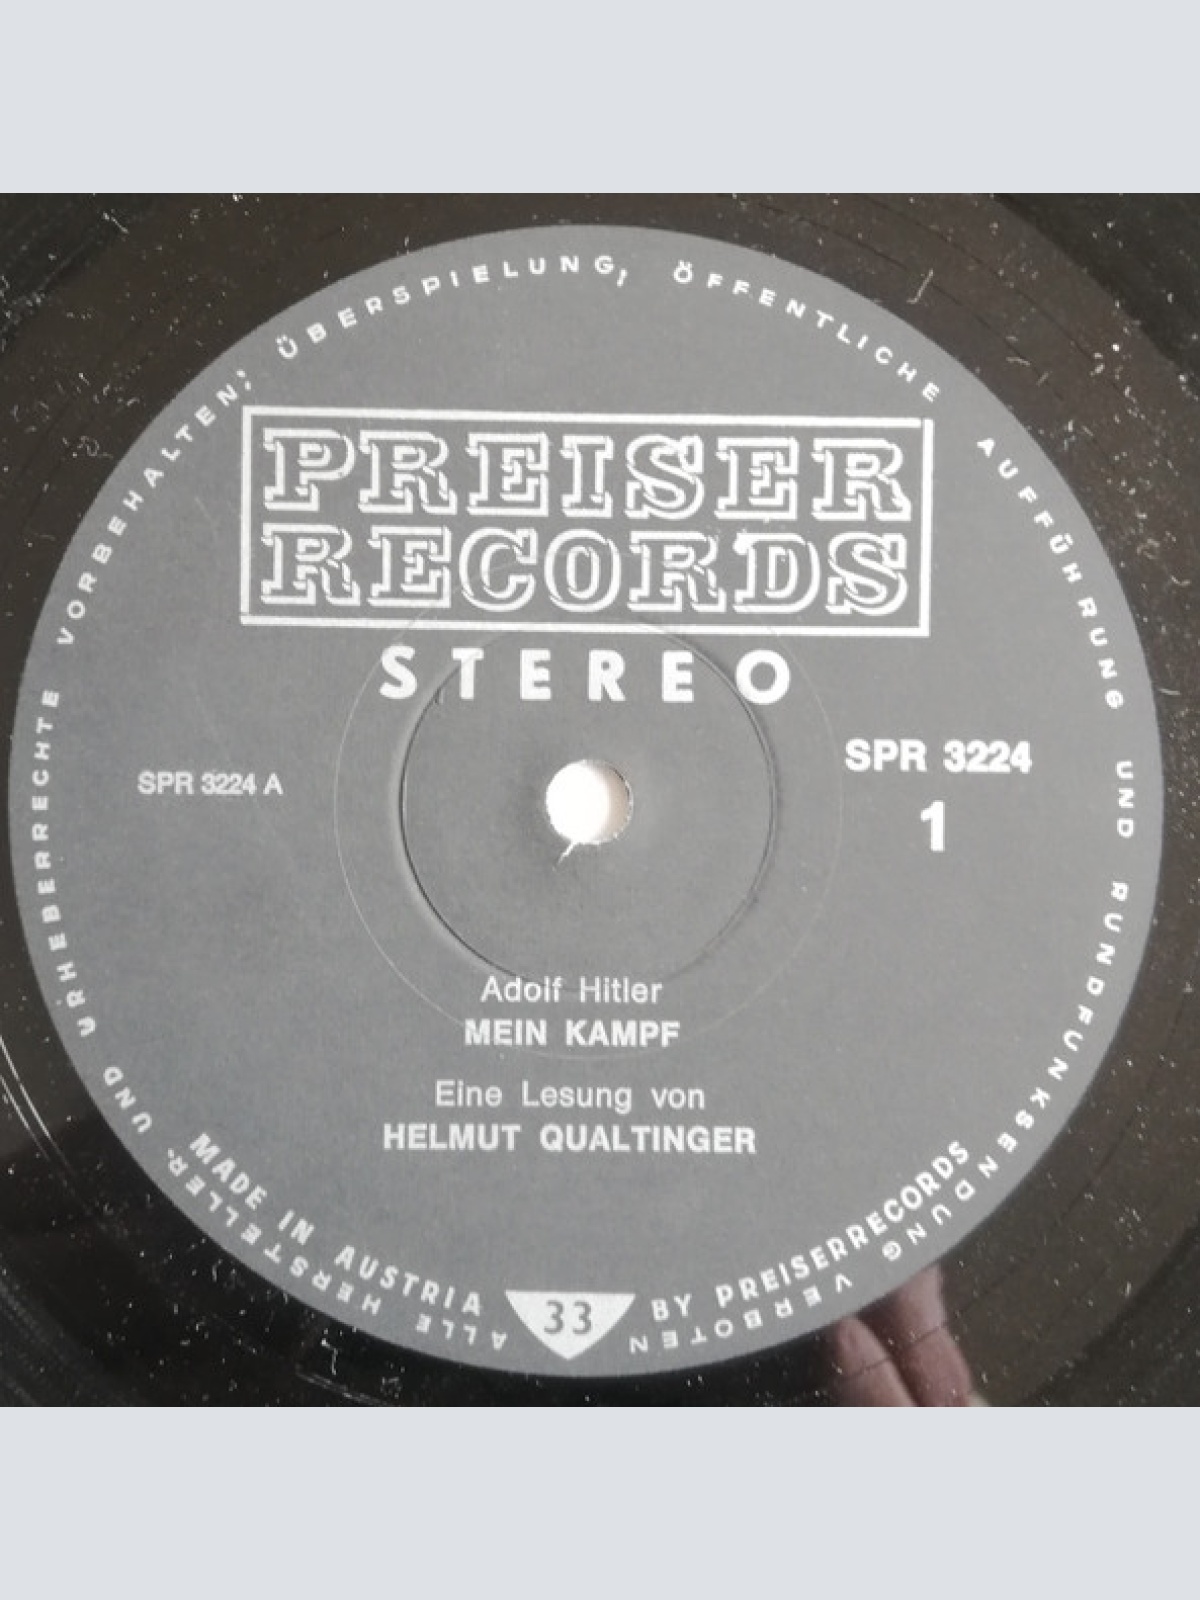 ALLE HERSTELLER- UND URHEBERRECHTE VORBEHALTEN; ÜBERSPIELUNG, ÖFFENTLICHE AUFFÜHRUNG UND RUNDFUNKSENDUNG VERBOTEN
PREISER
RECORDS
STEREO
SPR 3224
SPR 3224 A
1
Adolf Hitler
MEIN KAMPF
Eine Lesung von
HELMUT QUALTINGER
MADE IN AUSTRIA
33
BY PREISERRECORDS